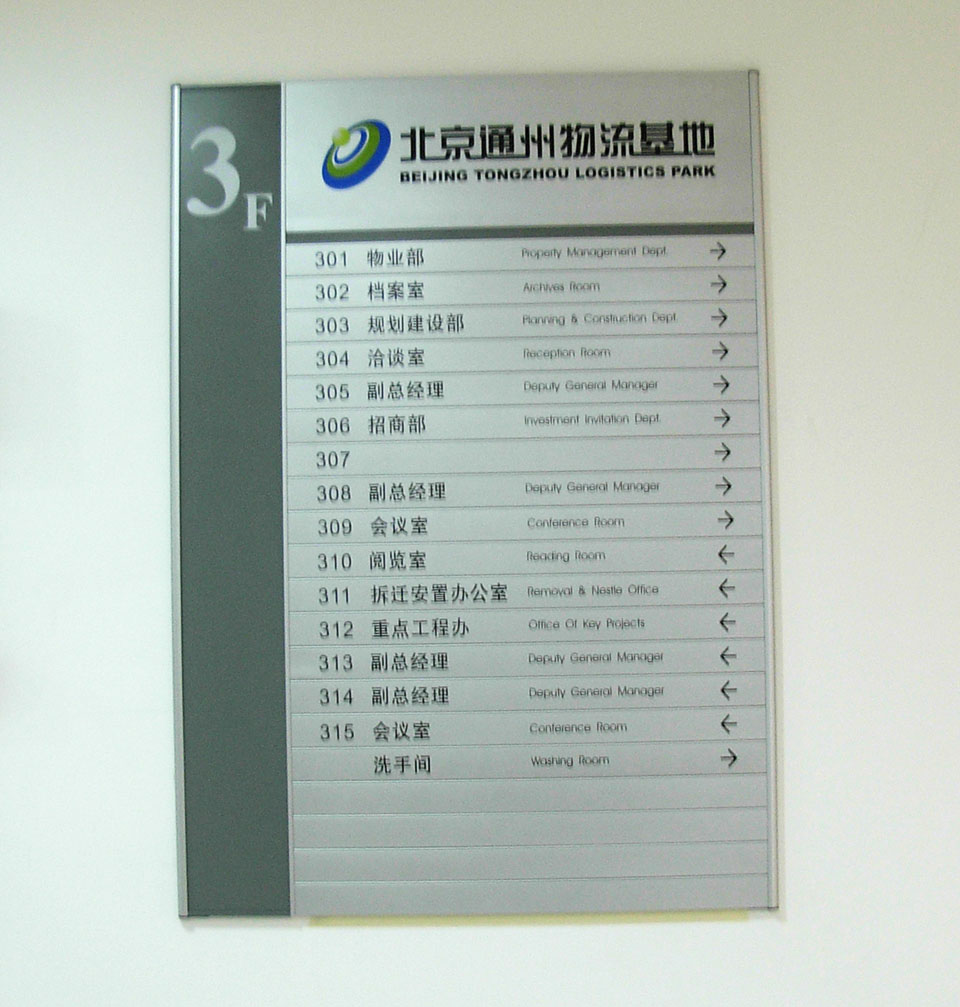 3F
北京通州物流基地
BEIJING TONGZHOU LOGISTICS PARK
301 物业部 Property Management Dept. →
302 档案室 Archives Room →
303 规划建设部 Planning & Construction Dept. →
304 洽谈室 Reception Room →
305 副总经理 Deputy General Manager →
306 招商部 Investment Invitation Dept. →
307 →
308 副总经理 Deputy General Manager →
309 会议室 Conference Room →
310 阅览室 Reading Room ←
311 拆迁安置办公室 Removal & Nestle Office ←
312 重点工程办 Office Of Key Projects ←
313 副总经理 Deputy General Manager ←
314 副总经理 Deputy General Manager ←
315 会议室 Conference Room ←
洗手间 Washing Room →